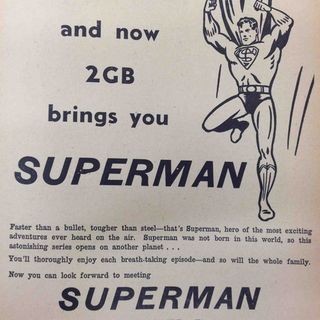 and now
2GB
brings you
SUPERMAN
Faster than a bullet, tougher than steel—that's Superman, hero of the most exciting
adventures ever heard on the air. Superman was not born in this world, so this
astonishing series opens on another planet . . .
You'll thoroughly enjoy each breath-taking episode—and so will the whole family.
Now you can look forward to meeting
SUPERMAN